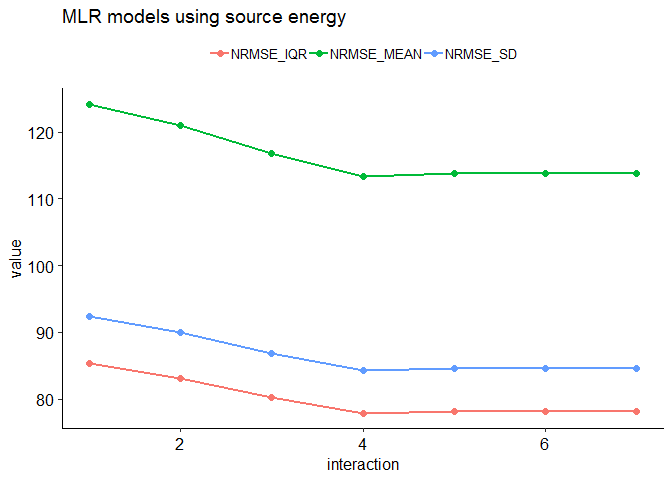 MLR models using source energy
NRMSE_IQR NRMSE_MEAN NRMSE_SD
120
110
100
90
80
value
2 4 6
interaction